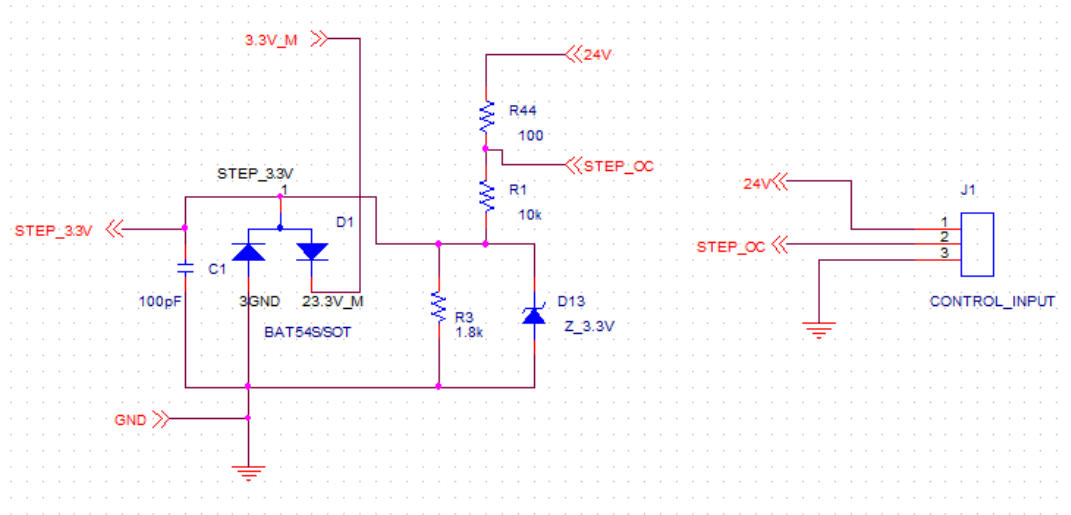 3.3V_M
24V
R44
100
STEP_OC
R1
10k
STEP_3.3V
1
D1
STEP_3.3V
C1
100pF
3GND
23.3V_M
BAT54S/SOT
R3
1.8k
D13
Z_3.3V
GND
24V
J1
1
STEP_OC
2
3
CONTROL_INPUT